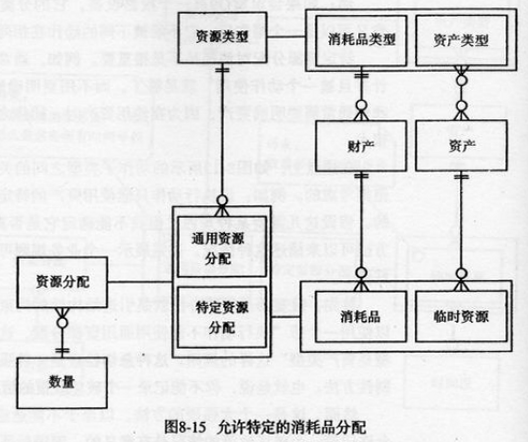 资源类型
消耗品类型
资产类型
财产
资产
通用资源
分配
资源分配
特定资源
分配
消耗品
临时资源
数量
图8-15 允许特定的消耗品分配